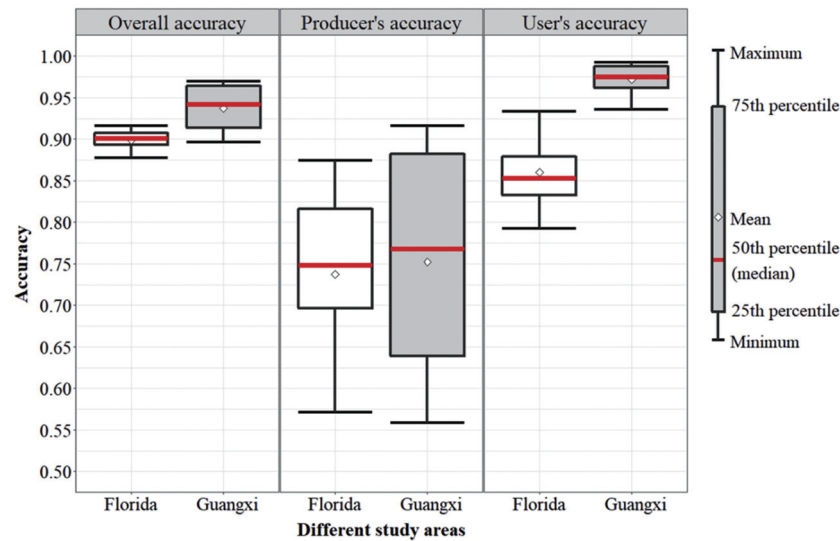 Overall accuracy
Producer's accuracy
User's accuracy
1.00
0.95
0.90
0.85
0.80
0.75
0.70
0.65
0.60
0.55
0.50
Accuracy
Florida
Guangxi
Florida
Guangxi
Florida
Guangxi
Different study areas
Maximum
75th percentile
Mean
50th percentile
(median)
25th percentile
Minimum